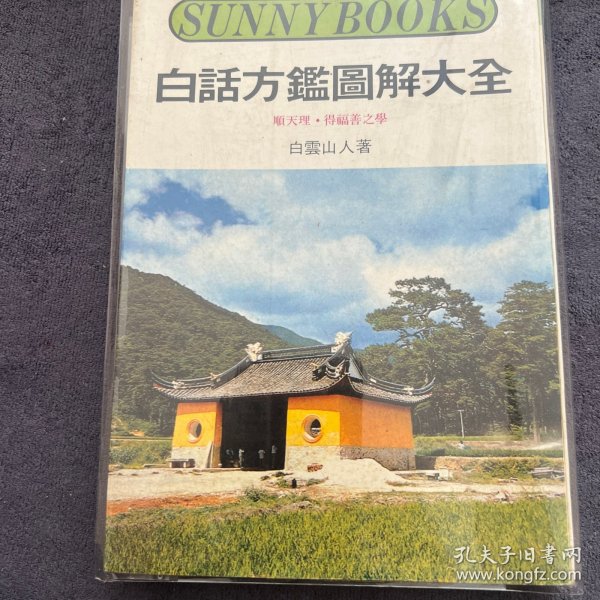 SUNNYBOOKS
白話方鑑圖解大全
順天理・得福善之學
白雲山人著
孔夫子旧书网
www.kongfz.com